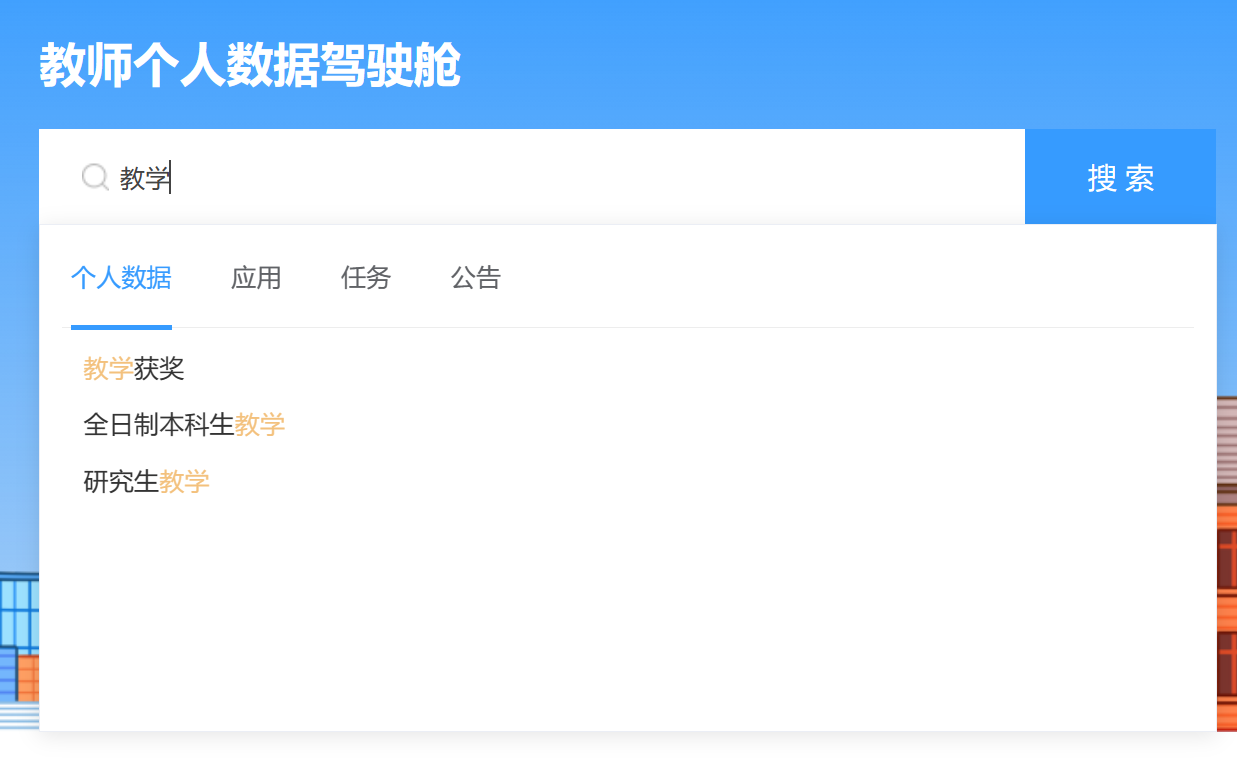 教师个人数据驾驶舱
教学
搜 索
个人数据 应用 任务 公告
教学获奖
全日制本科生教学
研究生教学